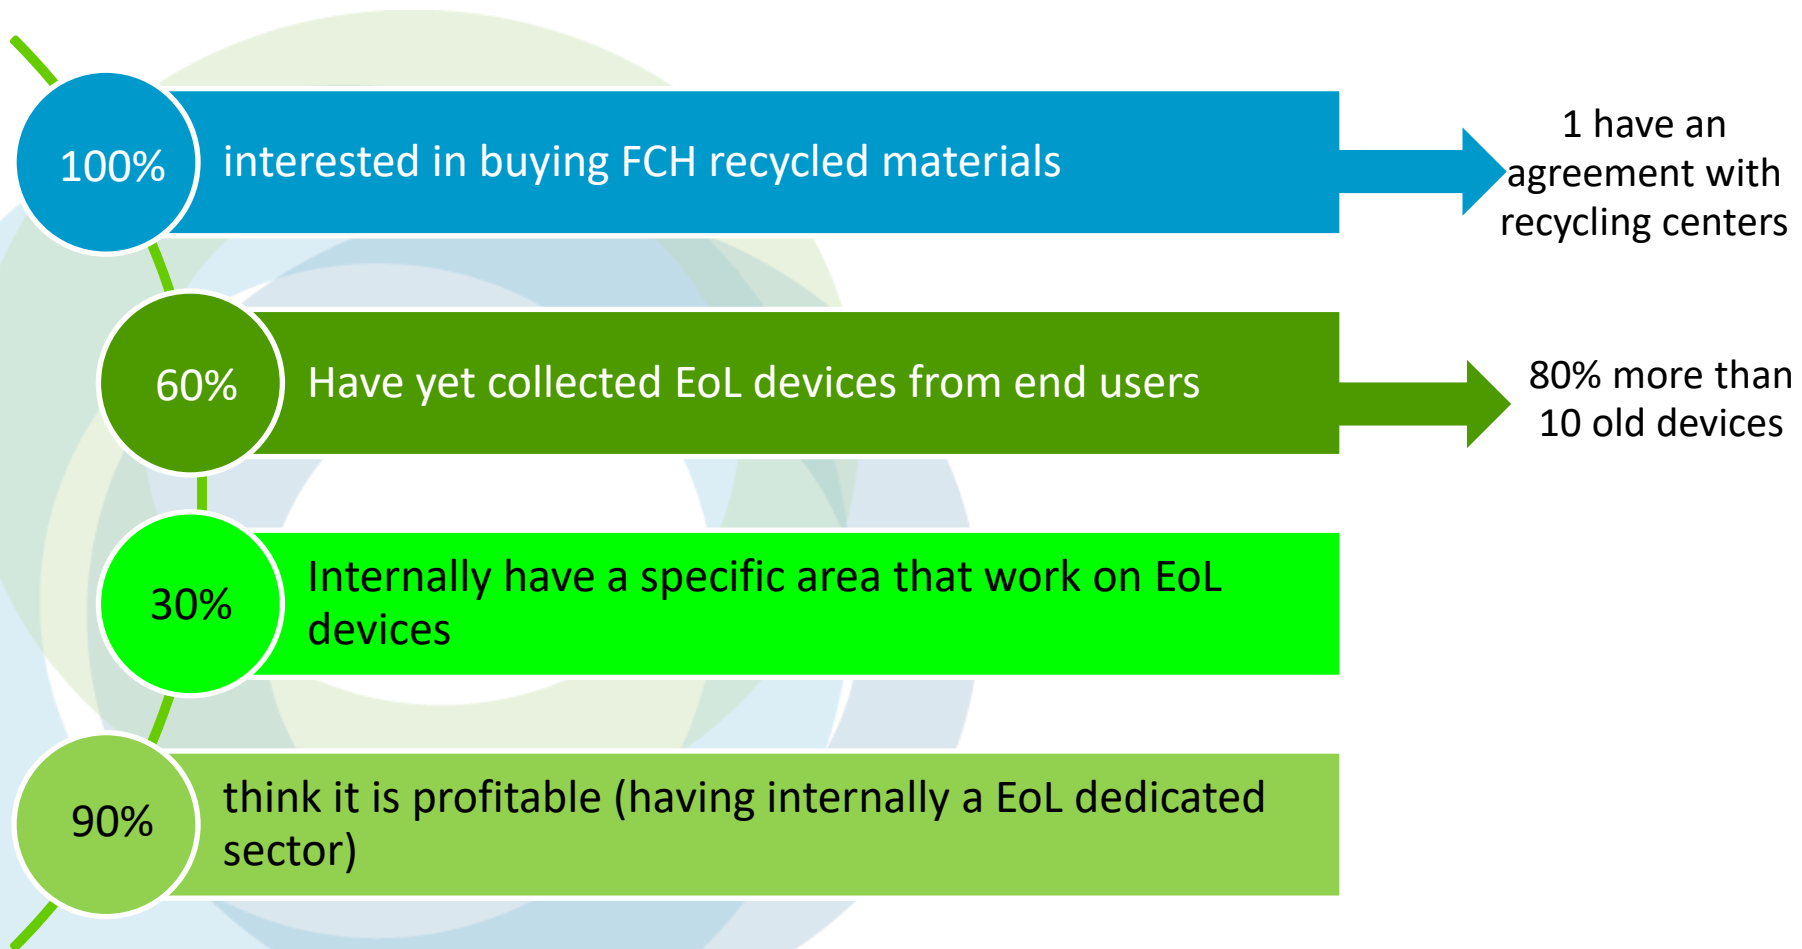 100%
interested in buying FCH recycled materials
1 have an
agreement with
recycling centers
60%
Have yet collected EoL devices from end users
80% more than
10 old devices
30%
Internally have a specific area that work on EoL
devices
90%
think it is profitable (having internally a EoL dedicated
sector)